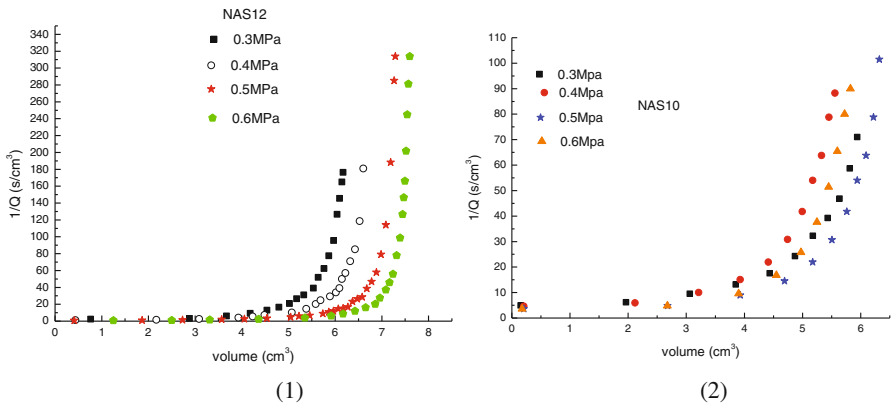 NAS12
0.3MPa
0.4MPa
0.5MPa
0.6MPa
340
320
300
280
260
240
220
200
180
160
140
120
100
80
60
40
20
0
1/Q (s/cm³)
0 1 2 3 4 5 6 7 8
volume (cm³)
(1)
0.3Mpa
0.4Mpa
0.5Mpa
0.6Mpa
NAS10
110
100
90
80
70
60
50
40
30
20
10
0
1/Q (s/cm³)
0 1 2 3 4 5 6
volume (cm³)
(2)